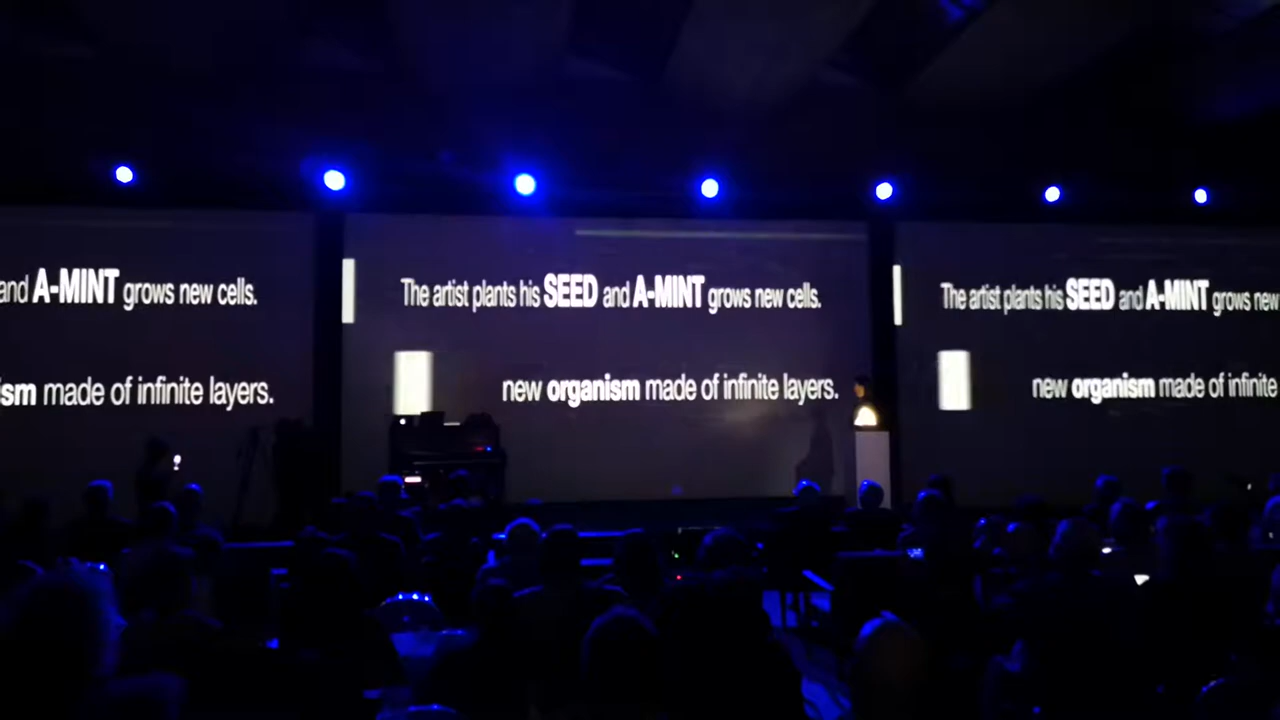 and A-MINT grows new cells.
The artist plants his SEED and A-MINT grows new cells.
The artist plants his SEED and A-MINT grows new
ism made of infinite layers.
new organism made of infinite layers.
new organism made of infinite